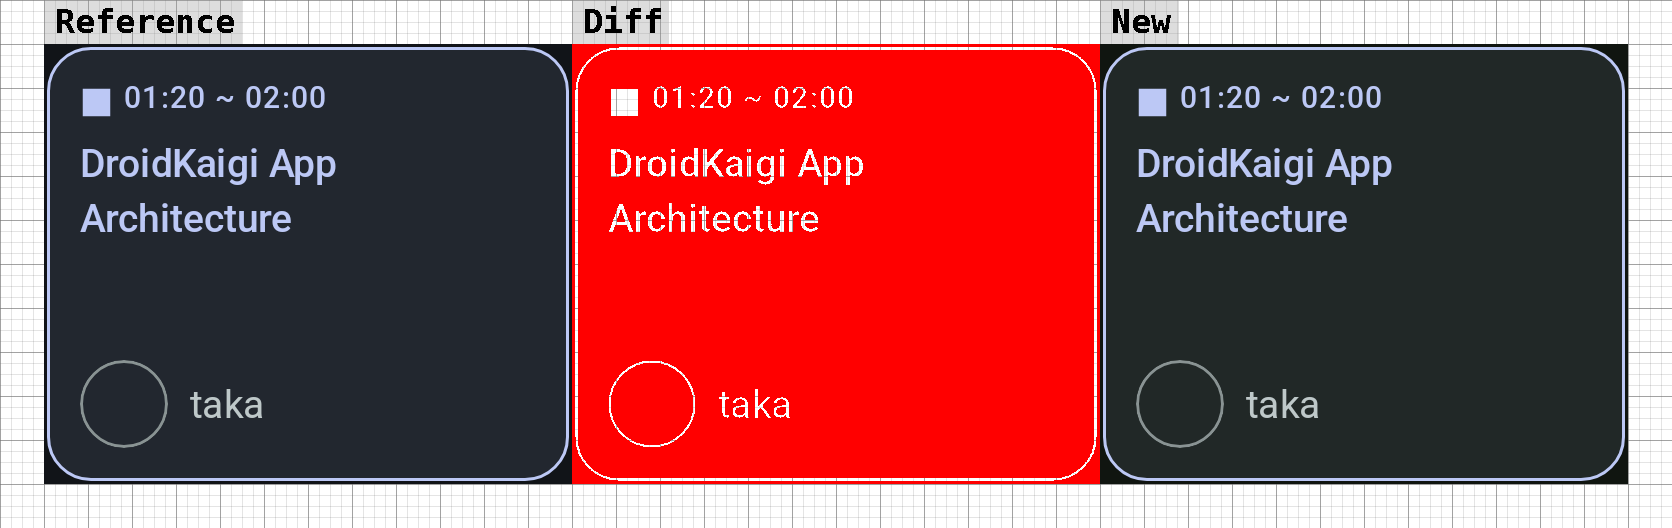 Reference
Diff
New
01:20 ~ 02:00
DroidKaigi App
Architecture
taka
01:20 ~ 02:00
DroidKaigi App
Architecture
taka
01:20 ~ 02:00
DroidKaigi App
Architecture
taka